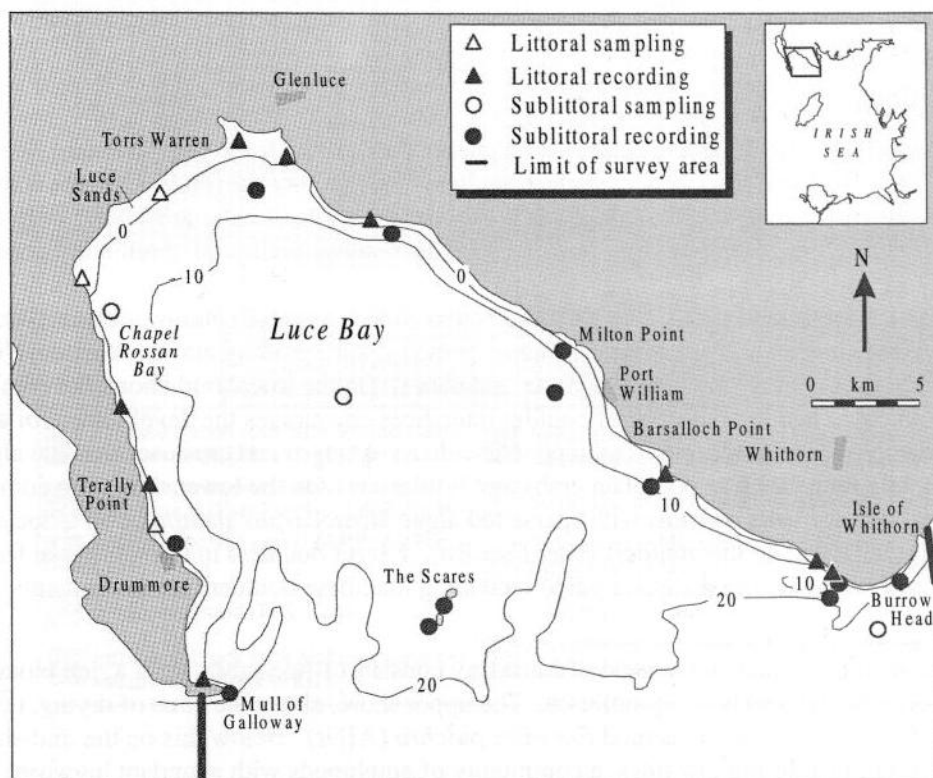 Littoral sampling
Littoral recording
Sublittoral sampling
Sublittoral recording
Limit of survey area
IRISH
SEA
Glenluce
Torrs Warren
Luce
Sands
0
10
0
N
Luce Bay
Chapel
Rossan
Bay
Milton Point
Port
William
0 km 5
Barsalloch Point
Whithorn
10
Terally
Point
Isle of
Whithorn
Drummore
The Scares
10
20
Burrow
Head
20
Mull of
Galloway